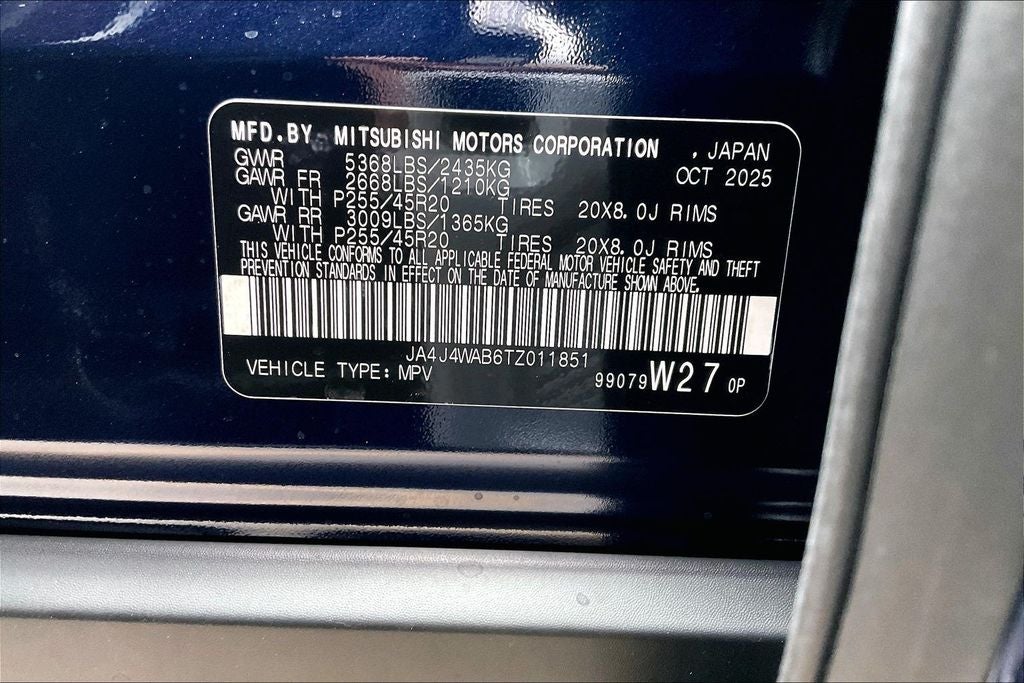 MFD.BY MITSUBISHI MOTORS CORPORATION , JAPAN
GWR 5368LBS/2435KG OCT 2025
GAWR FR 2668LBS/1210KG
WITH P255/45R20 TIRES 20X8.0J RIMS
GAWR RR 3009LBS/1365KG
WITH P255/45R20 TIRES 20X8.0J RIMS
THIS VEHICLE CONFORMS TO ALL APPLICABLE FEDERAL MOTOR VEHICLE SAFETY AND THEFT
PREVENTION STANDARDS IN EFFECT ON THE DATE OF MANUFACTURE SHOWN ABOVE.
JA4J4WAB6TZ011851
VEHICLE TYPE: MPV 99079 W27 0P